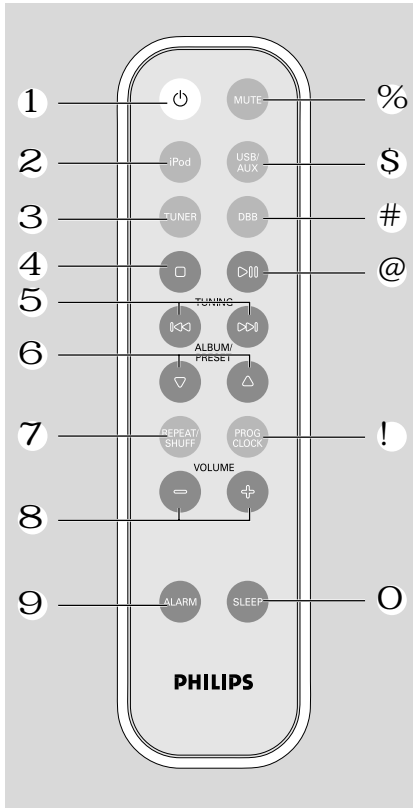 1
MUTE
%
2
iPod
USB/
AUX
$
3
TUNER
DBB
#
4
@
5
TUNING
6
ALBUM/
PRESET
7
REPEAT/
SHUFF
PROG
CLOCK
!
VOLUME
8
9
ALARM
SLEEP
0
PHILIPS